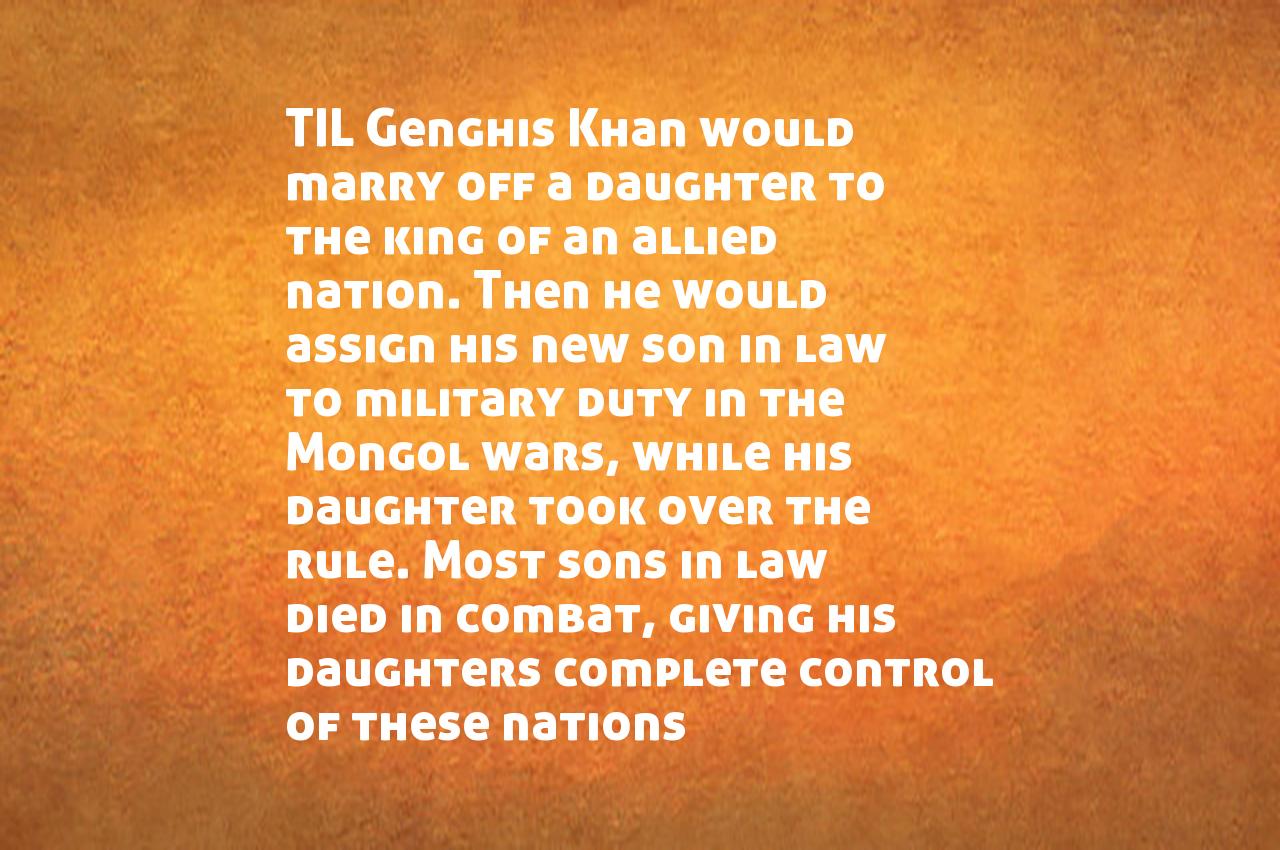 TIL Genghis Khan would
marry off a daughter to
the king of an allied
nation. Then he would
assign his new son in law
to military duty in the
Mongol wars, while his
daughter took over the
rule. Most sons in law
died in combat, giving his
daughters complete control
of these nations